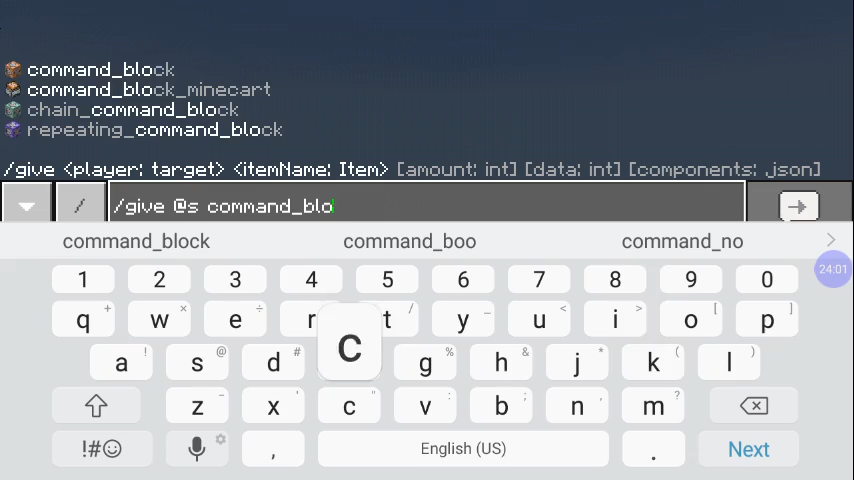 command_block
command_block_minecart
chain_command_block
repeating_command_block
/give <player: target> <itemName: Item> [amount: int] [data: int] [components: json]
/ /give @s command_blo
command_block command_boo command_no >
24:01
1 2 3 4 5 6 7 8 9 0
q + w × e ÷ r t / y _ u < i > o [ p ]
C
a ! s @ d # g % h & j * k ( l )
z - x ' c " v : b ; n , m ?
!#☺ , English (US) . Next